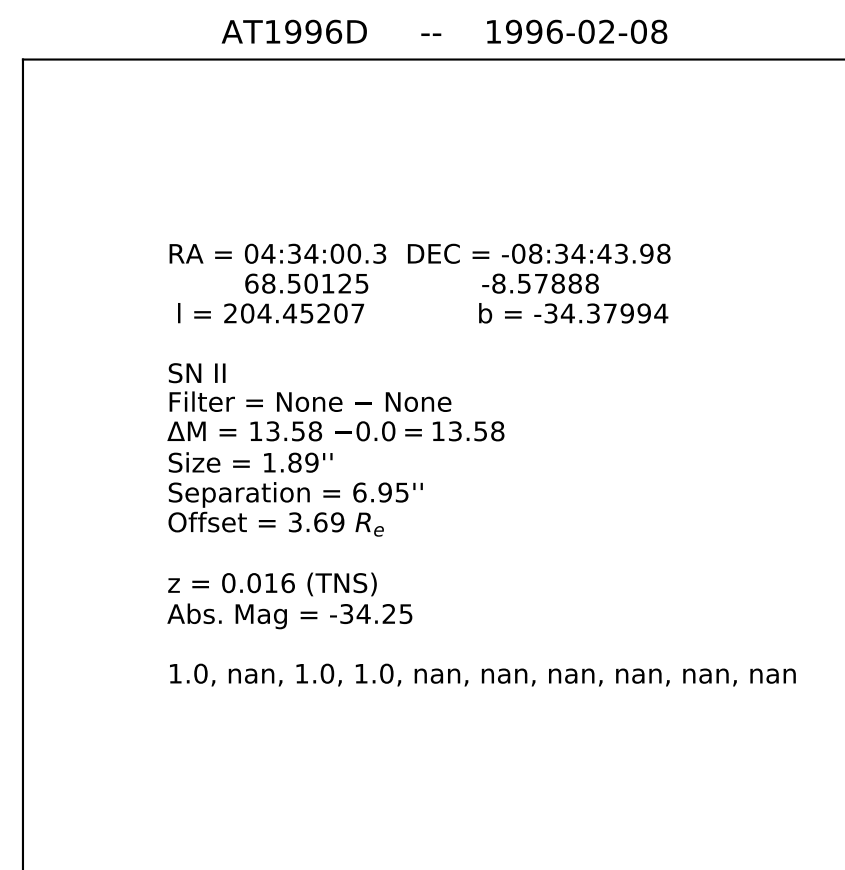 AT1996D -- 1996-02-08
RA = 04:34:00.3 DEC = -08:34:43.98
68.50125 -8.57888
l = 204.45207 b = -34.37994
SN II
Filter = None − None
ΔM = 13.58 −0.0 = 13.58
Size = 1.89''
Separation = 6.95''
Offset = 3.69 Rₑ
z = 0.016 (TNS)
Abs. Mag = -34.25
1.0, nan, 1.0, 1.0, nan, nan, nan, nan, nan, nan